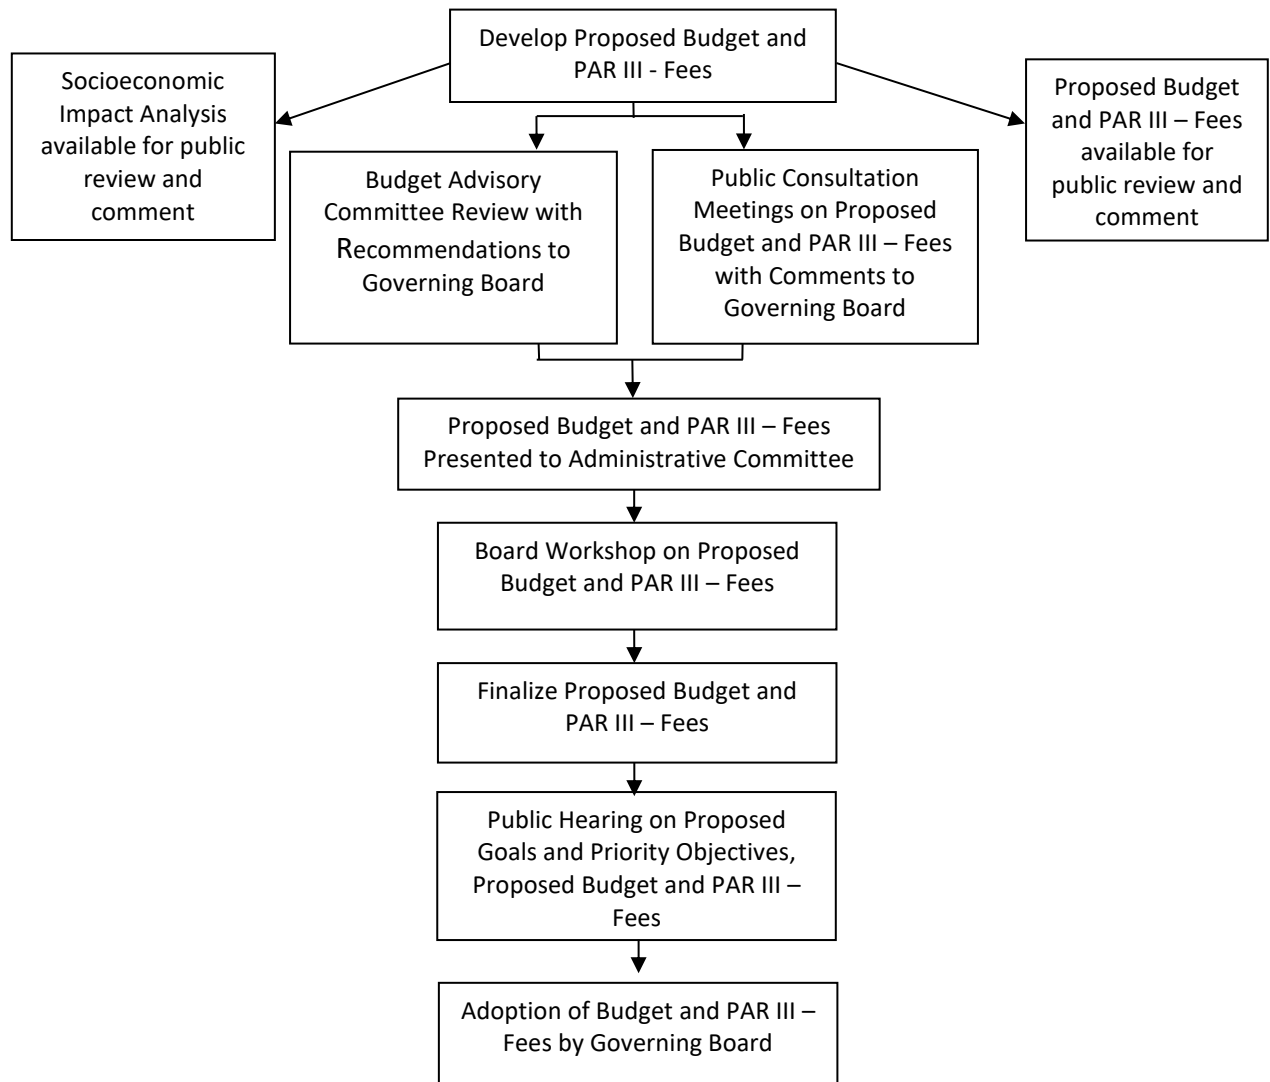 Develop Proposed Budget and
PAR III - Fees
Socioeconomic
Impact Analysis
available for public
review and
comment
Budget Advisory
Committee Review with
Recommendations to
Governing Board
Public Consultation
Meetings on Proposed
Budget and PAR III – Fees
with Comments to
Governing Board
Proposed Budget
and PAR III – Fees
available for
public review and
comment
Proposed Budget and PAR III – Fees
Presented to Administrative Committee
Board Workshop on Proposed
Budget and PAR III – Fees
Finalize Proposed Budget and
PAR III – Fees
Public Hearing on Proposed
Goals and Priority Objectives,
Proposed Budget and PAR III –
Fees
Adoption of Budget and PAR III –
Fees by Governing Board